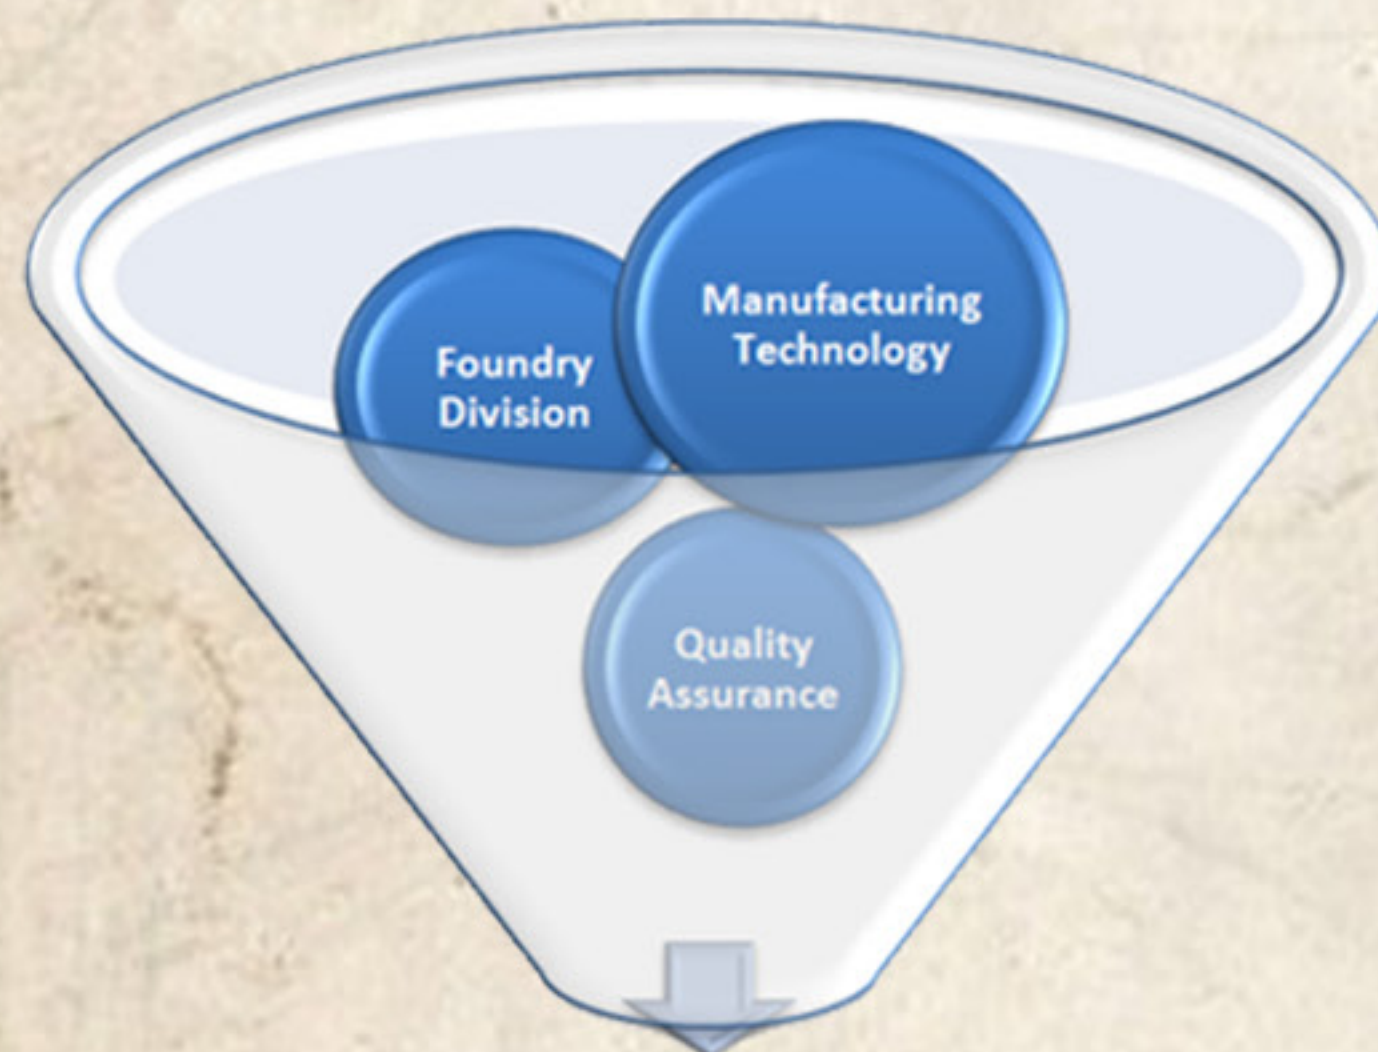 Manufacturing
Technology
Foundry
Division
Quality
Assurance